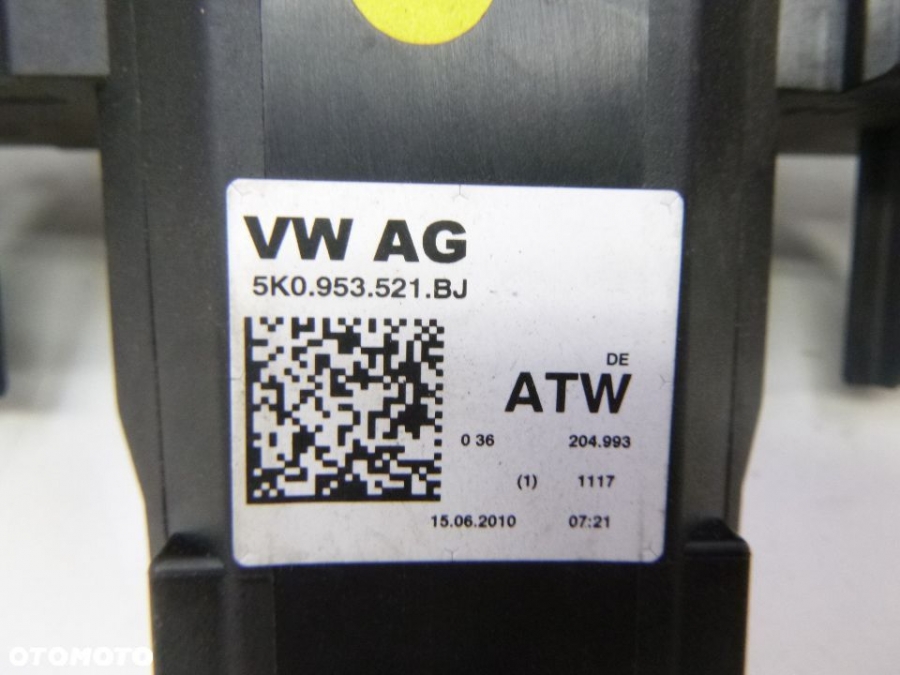 VW AG
5K0.953.521.BJ
DE
ATW
0 36 204.993
(1) 1117
15.06.2010 07:21
OTOMOTO